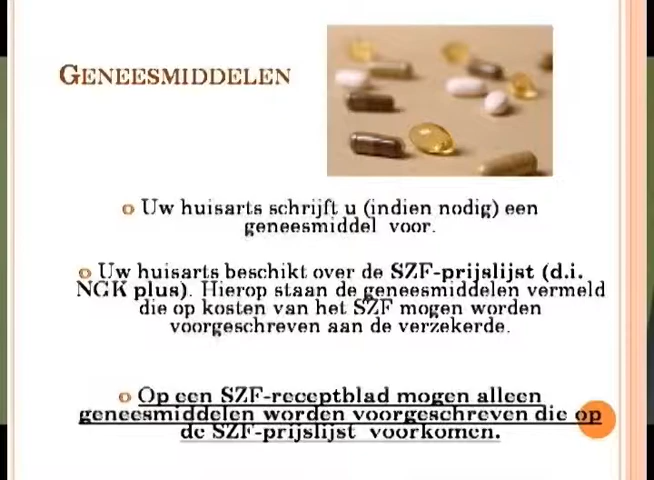 GENEESMIDDELEN
o Uw huisarts schrijft u (indien nodig) een
geneesmiddel voor.
o Uw huisarts beschikt over de SZF-prijslijst (d.i.
NGK plus). Hierop staan de geneesmiddelen vermeld
die op kosten van het SZF mogen worden
voorgeschreven aan de verzekerde.
o Op een SZF-receptblad mogen alleen
geneesmiddelen worden voorgeschreven die op
de SZF-prijslijst voorkomen.